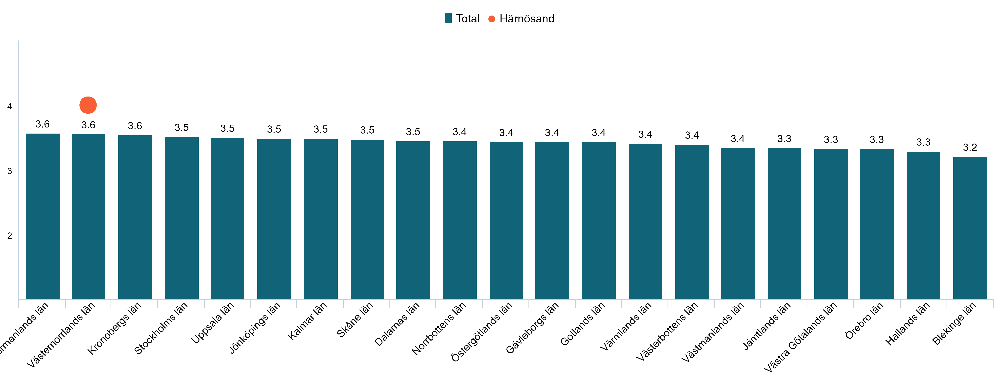 Total Härnösand
4
3.6 3.6 3.6 3.5 3.5 3.5 3.5 3.5 3.5 3.4 3.4 3.4 3.4 3.4 3.4 3.4 3.3 3.3 3.3 3.3 3.2
3
2
ermanlands län
Västernorrlands län
Kronobergs län
Stockholms län
Uppsala län
Jönköpings län
Kalmar län
Skåne län
Dalarnas län
Norrbottens län
Östergötlands län
Gävleborgs län
Gotlands län
Värmlands län
Västerbottens län
Västmanlands län
Jämtlands län
Västra Götalands län
Örebro län
Hallands län
Blekinge län